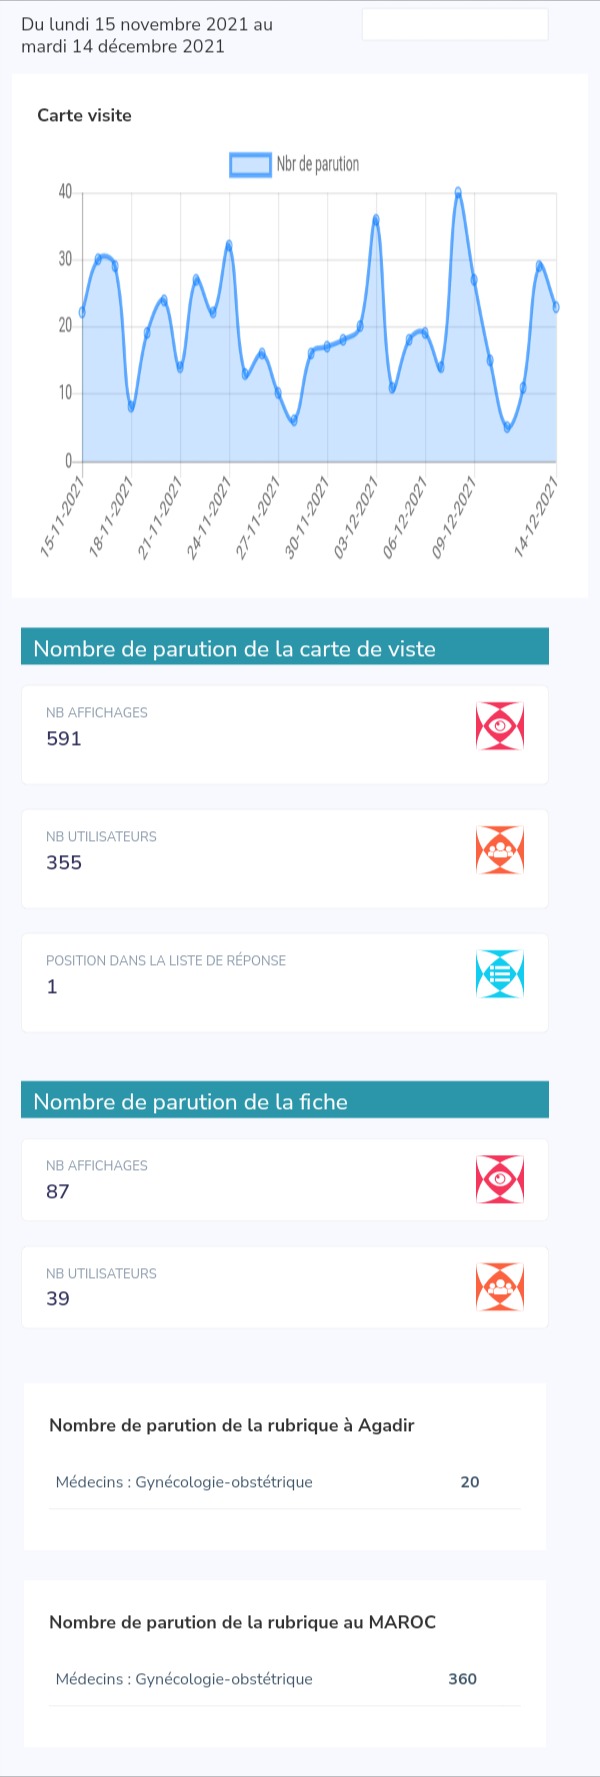 Du lundi 15 novembre 2021 au
mardi 14 décembre 2021
Carte visite
Nbr de parution
40
30
20
10
0
15-11-2021
18-11-2021
21-11-2021
24-11-2021
27-11-2021
30-11-2021
03-12-2021
06-12-2021
09-12-2021
14-12-2021
Nombre de parution de la carte de viste
NB AFFICHAGES
591
NB UTILISATEURS
355
POSITION DANS LA LISTE DE RÉPONSE
1
Nombre de parution de la fiche
NB AFFICHAGES
87
NB UTILISATEURS
39
Nombre de parution de la rubrique à Agadir
Médecins : Gynécologie-obstétrique 20
Nombre de parution de la rubrique au MAROC
Médecins : Gynécologie-obstétrique 360